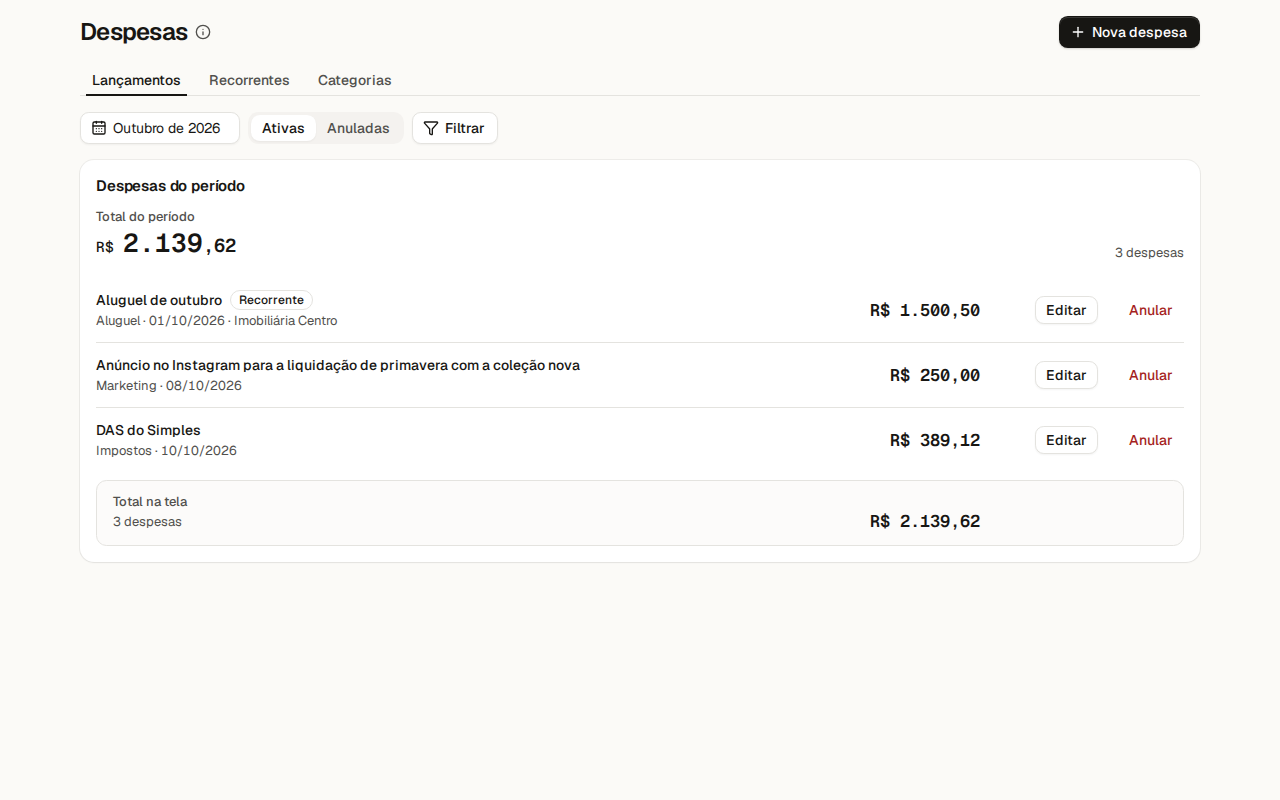 Despesas
Nova despesa
Lançamentos Recorrentes Categorias
Outubro de 2026 Ativas Anuladas Filtrar
Despesas do período
Total do período
R$ 2.139,62
3 despesas
Aluguel de outubro Recorrente
Aluguel · 01/10/2026 · Imobiliária Centro
R$ 1.500,50 Editar Anular
Anúncio no Instagram para a liquidação de primavera com a coleção nova
Marketing · 08/10/2026
R$ 250,00 Editar Anular
DAS do Simples
Impostos · 10/10/2026
R$ 389,12 Editar Anular
Total na tela
3 despesas
R$ 2.139,62